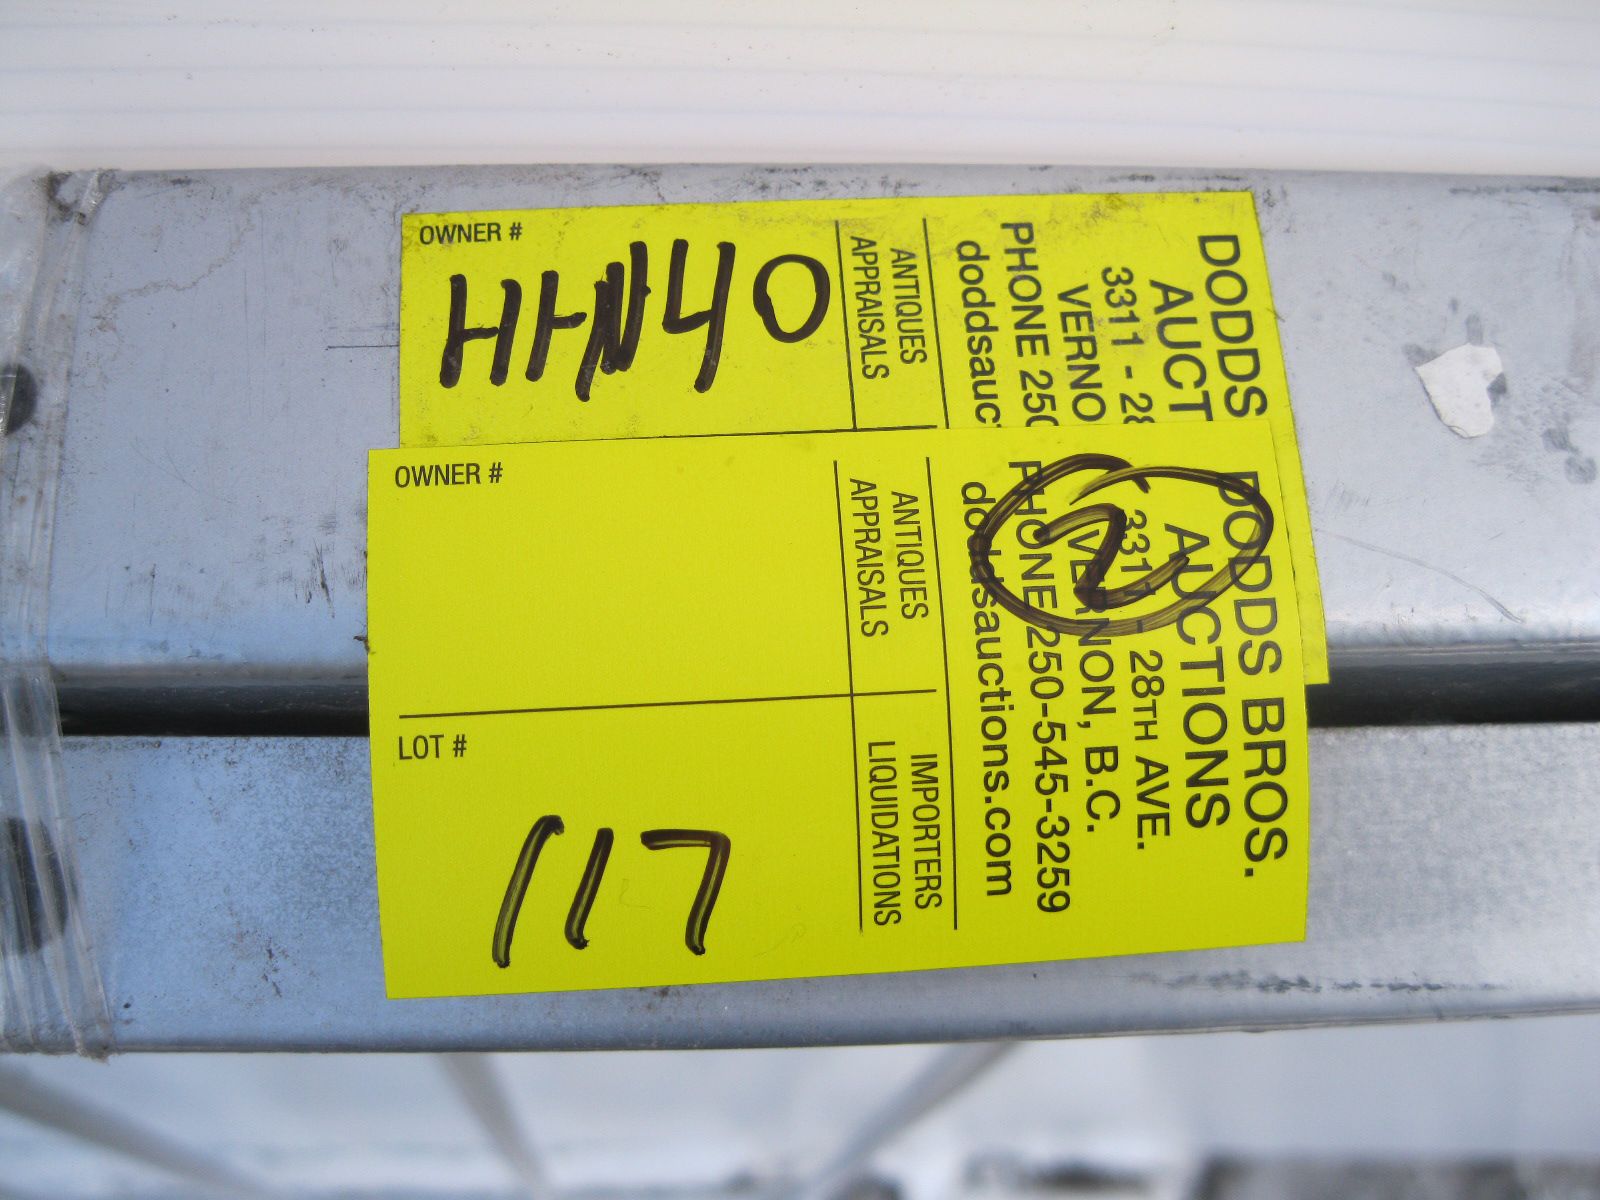 OWNER #
HHN40
ANTIQUES
APPRAISALS
DODDS
AUCT
3311 - 28
VERNO
PHONE 250
doddsauct
OWNER #
ANTIQUES
APPRAISALS
LOT #
117
IMPORTERS
LIQUIDATIONS
DODDS BROS.
AUCTIONS
3311 - 28TH AVE.
VERNON, B.C.
PHONE 250-545-3259
doddsauctions.com
2